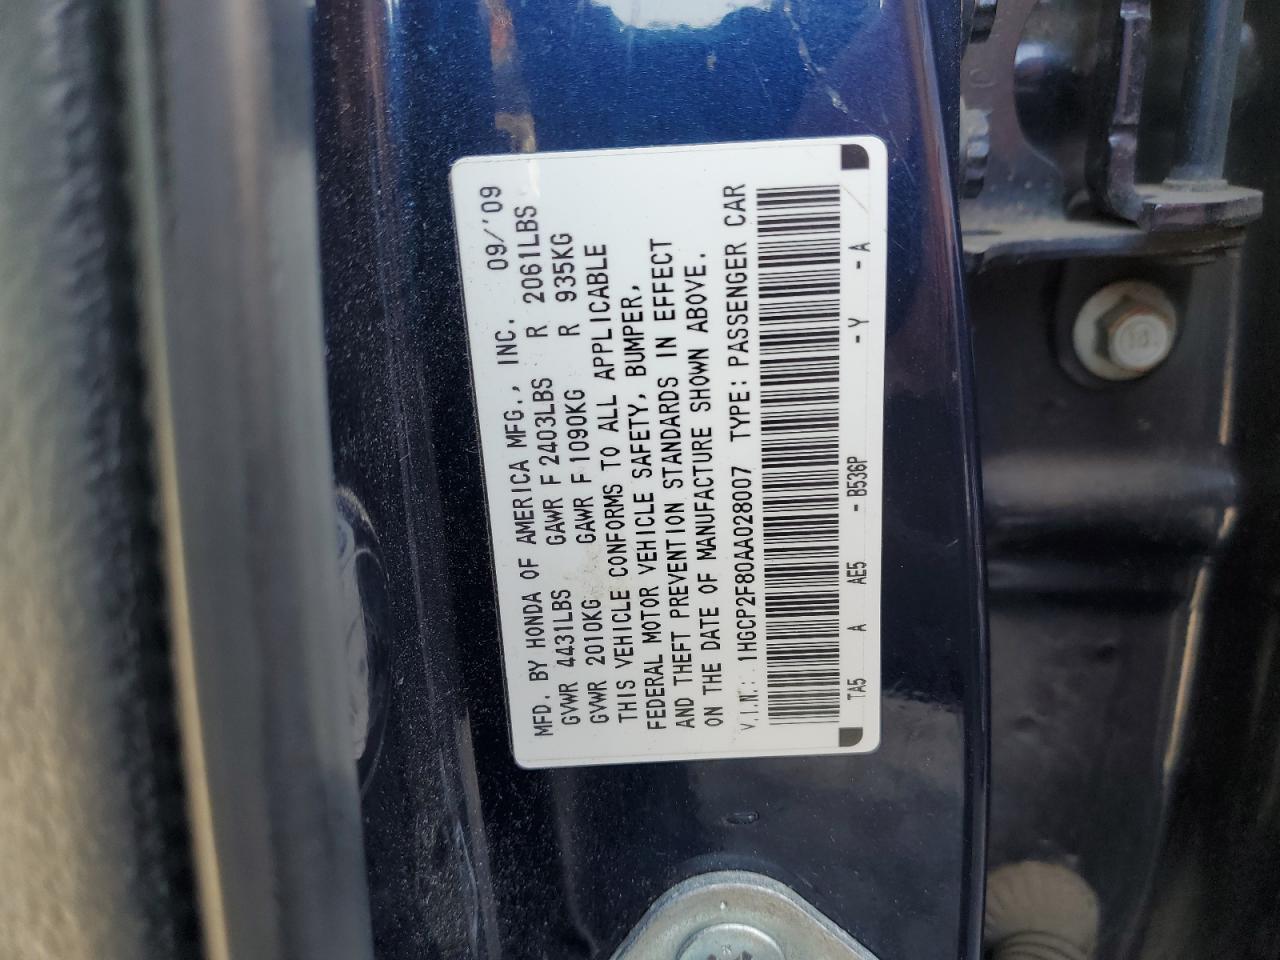 MFD. BY HONDA OF AMERICA MFG., INC. 09/'09
GVWR 4431LBS GAWR F 2403LBS R 2061LBS
GVWR 2010KG GAWR F 1090KG R 935KG
THIS VEHICLE CONFORMS TO ALL APPLICABLE
FEDERAL MOTOR VEHICLE SAFETY, BUMPER,
AND THEFT PREVENTION STANDARDS IN EFFECT
ON THE DATE OF MANUFACTURE SHOWN ABOVE.
V.I.N.: 1HGCP2F80AA028007 TYPE: PASSENGER CAR
TA5 A AE5 - B536P - Y - A